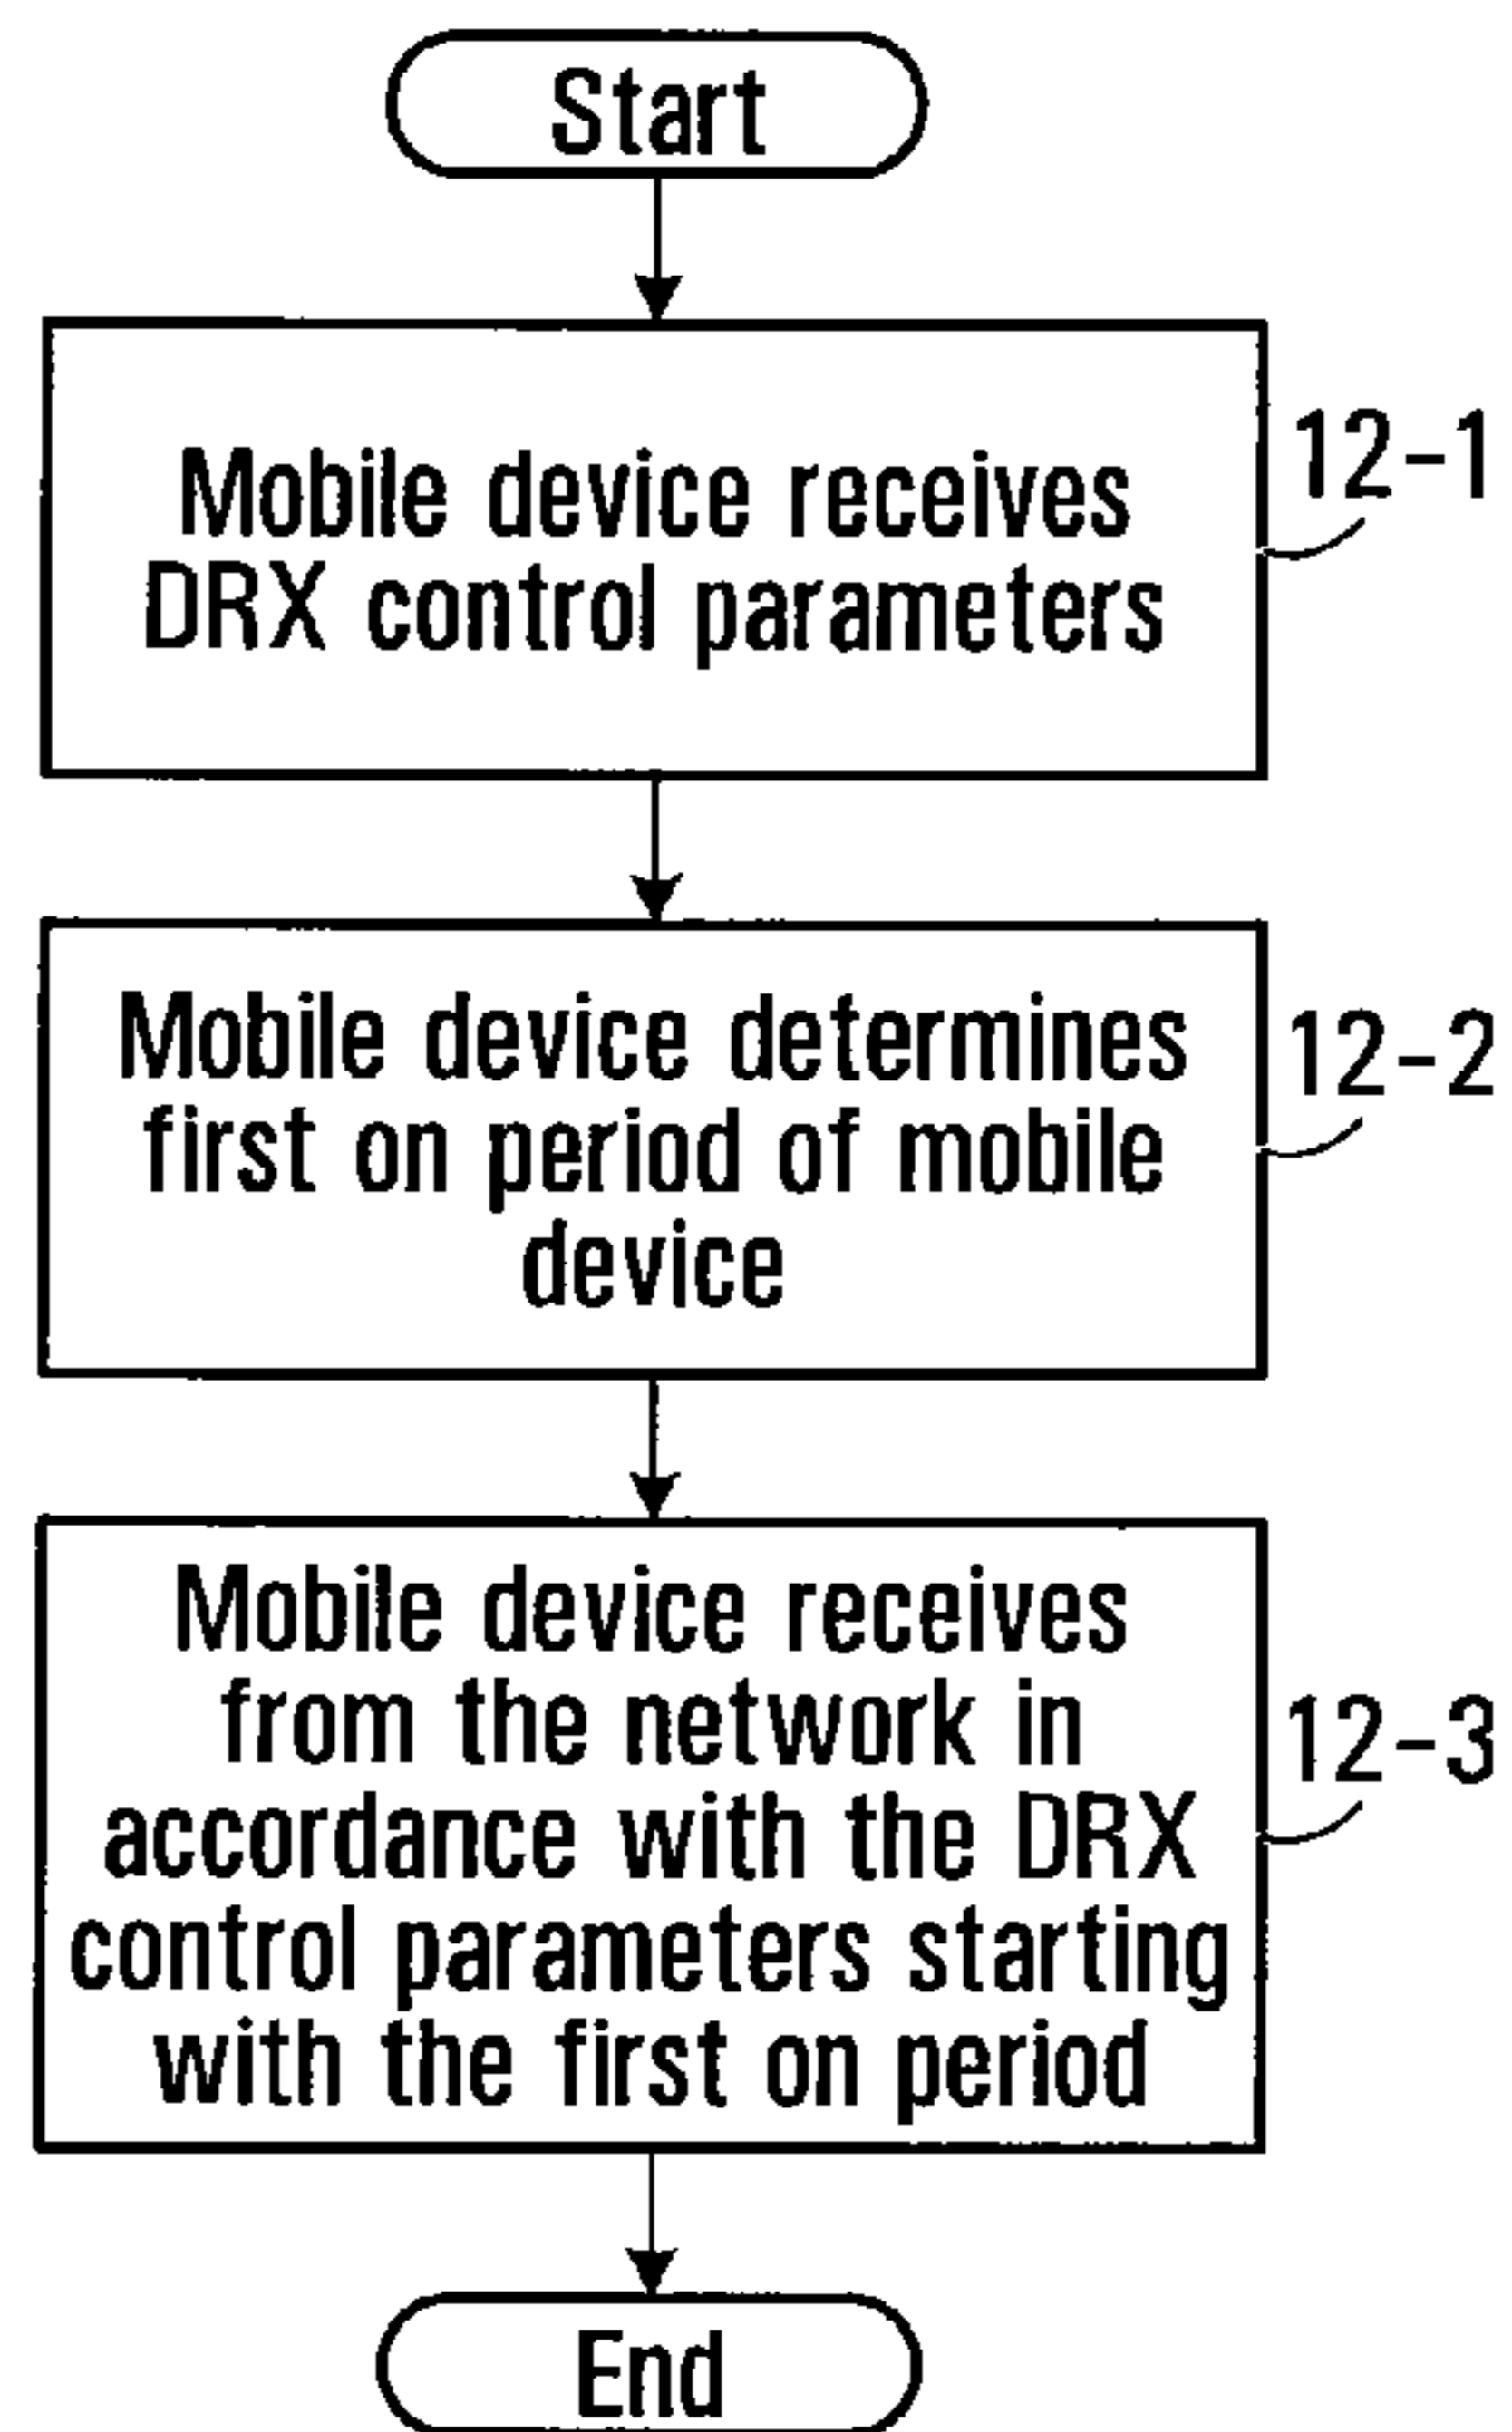 Start
Mobile device receives
DRX control parameters
12-1
Mobile device determines
first on period of mobile
device
12-2
Mobile device receives
from the network in
accordance with the DRX
control parameters starting
with the first on period
12-3
End